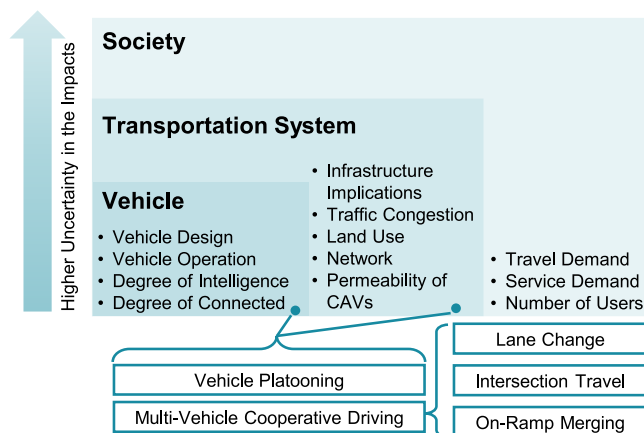 Higher Uncertainty in the Impacts
Society
Transportation System
Vehicle
• Vehicle Design
• Vehicle Operation
• Degree of Intelligence
• Degree of Connected
• Infrastructure
Implications
• Traffic Congestion
• Land Use
• Network
• Permeability of
CAVs
• Travel Demand
• Service Demand
• Number of Users
Vehicle Platooning
Multi-Vehicle Cooperative Driving
Lane Change
Intersection Travel
On-Ramp Merging